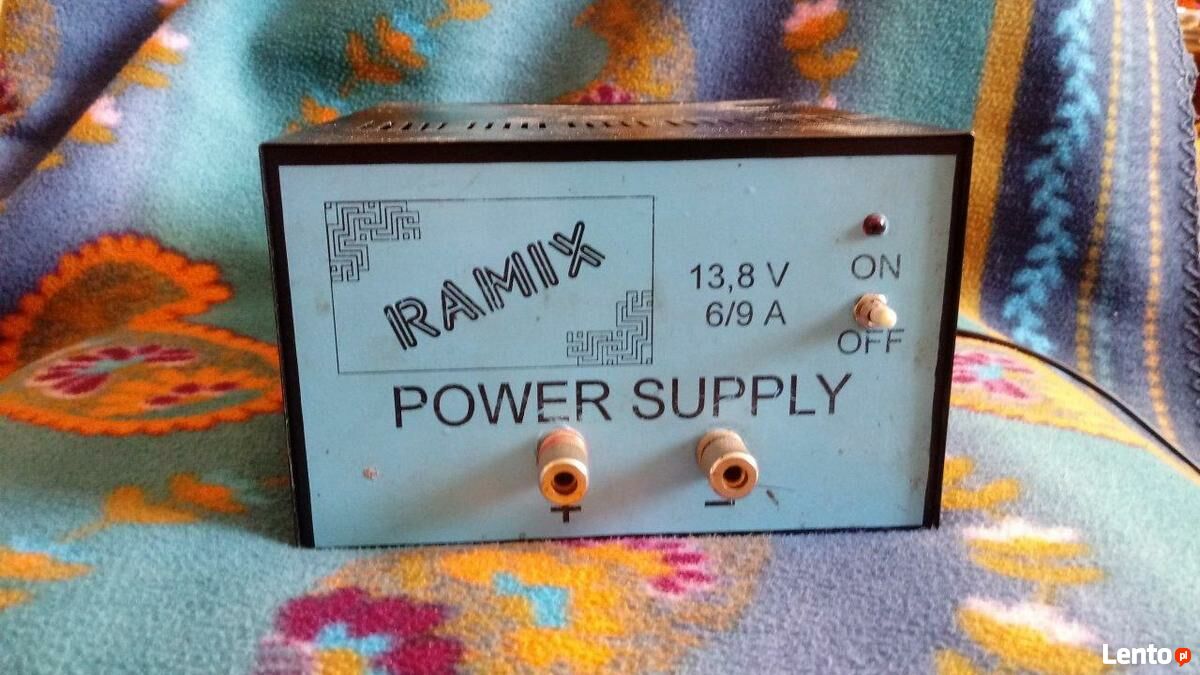 RAMIX
13,8 V
6/9 A
ON
OFF
POWER SUPPLY
+ −
Lento.pl